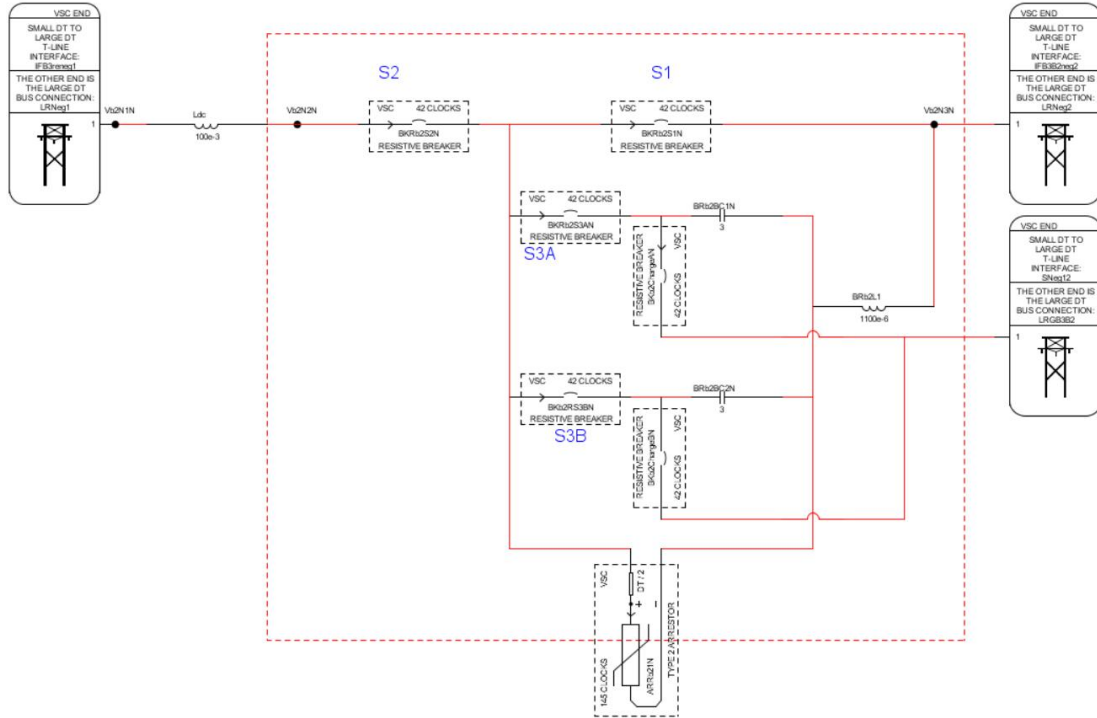 VSC END
SMALL DT TO
LARGE DT
T-LINE
INTERFACE:
IFB3reneg1
THE OTHER END IS
THE LARGE DT
BUS CONNECTION:
LRNeg1
1
Vb2N1N
Ldc
100e-3
Vb2N2N
S2
VSC 42 CLOCKS
BKRb2S2N
RESISTIVE BREAKER
S1
VSC 42 CLOCKS
BKRb2S1N
RESISTIVE BREAKER
Vb2N3N
VSC END
SMALL DT TO
LARGE DT
T-LINE
INTERFACE:
IFB3B2neg2
THE OTHER END IS
THE LARGE DT
BUS CONNECTION:
LRNeg2
1
VSC 42 CLOCKS
BKRb2S3AN
RESISTIVE BREAKER
S3A
BRb2BC1N
3
RESISTIVE BREAKER
BKb2ChargeAN
VSC
42 CLOCKS
BRb2L1
1100e-6
VSC END
SMALL DT TO
LARGE DT
T-LINE
INTERFACE:
SNeg12
THE OTHER END IS
THE LARGE DT
BUS CONNECTION:
LRGB3B2
1
VSC 42 CLOCKS
BKb2RS3BN
RESISTIVE BREAKER
S3B
BRb2BC2N
3
RESISTIVE BREAKER
BKb2ChargeBN
VSC
42 CLOCKS
VSC
DT / 2
+ -
145 CLOCKS
ARRb21N
TYPE 2 ARRESTOR